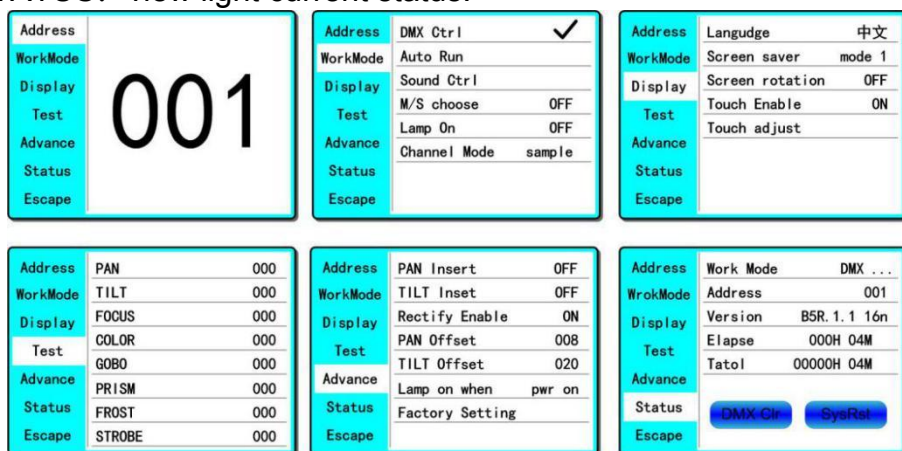 now light current status.
Address
WorkMode
Display
Test
Advance
Status
Escape
001
Address
WorkMode
Display
Test
Advance
Status
Escape
DMX Ctrl ✓
Auto Run
Sound Ctrl
M/S choose OFF
Lamp On OFF
Channel Mode sample
Address
WorkMode
Display
Test
Advance
Status
Escape
Langudge 中文
Screen saver mode 1
Screen rotation OFF
Touch Enable ON
Touch adjust
Address
WorkMode
Display
Test
Advance
Status
Escape
PAN 000
TILT 000
FOCUS 000
COLOR 000
GOBO 000
PRISM 000
FROST 000
STROBE 000
Address
WorkMode
Display
Test
Advance
Status
Escape
PAN Insert OFF
TILT Inset OFF
Rectify Enable ON
PAN Offset 008
TILT Offset 020
Lamp on when pwr on
Factory Setting
Address
WrokMode
Display
Test
Advance
Status
Escape
Work Mode DMX ...
Address 001
Version B5R.1.1 16n
Elapse 000H 04M
Tatol 00000H 04M
DMX Clr SysRst